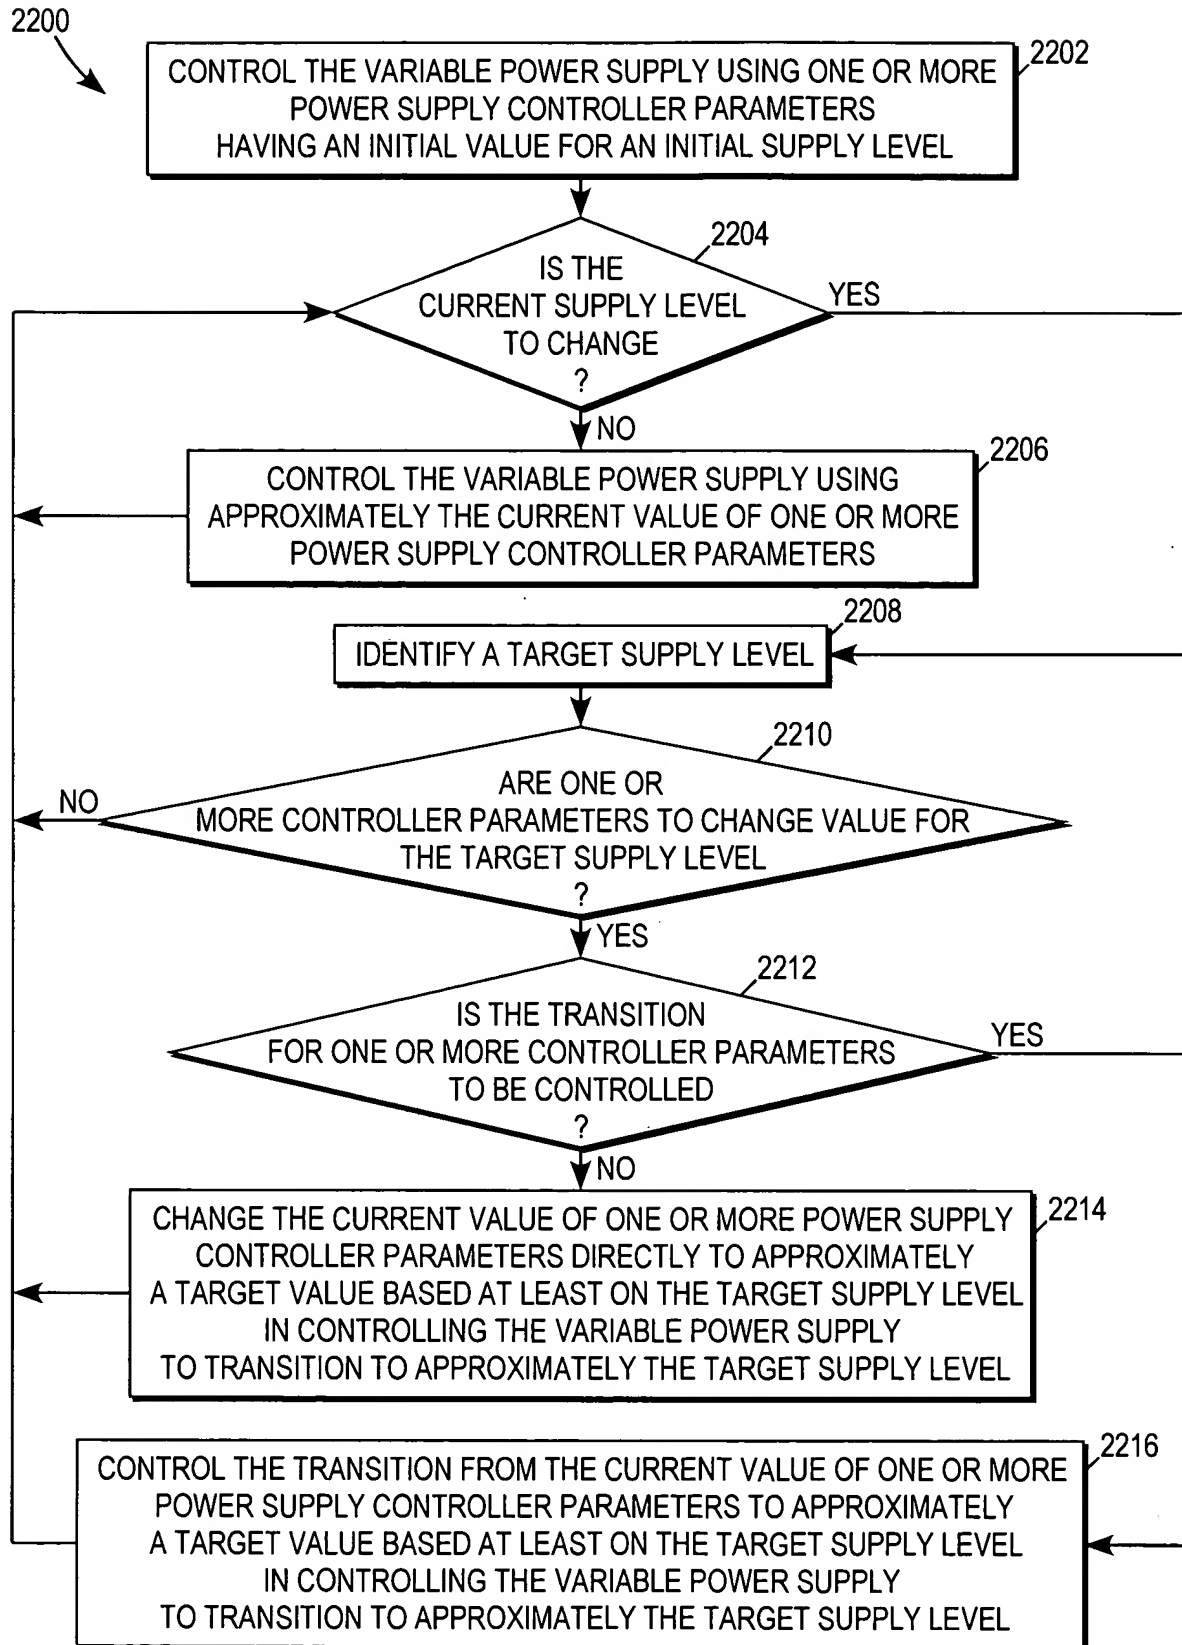 2200
CONTROL THE VARIABLE POWER SUPPLY USING ONE OR MORE
POWER SUPPLY CONTROLLER PARAMETERS
HAVING AN INITIAL VALUE FOR AN INITIAL SUPPLY LEVEL
2202
2204
IS THE
CURRENT SUPPLY LEVEL
TO CHANGE
?
YES
NO
2206
CONTROL THE VARIABLE POWER SUPPLY USING
APPROXIMATELY THE CURRENT VALUE OF ONE OR MORE
POWER SUPPLY CONTROLLER PARAMETERS
2208
IDENTIFY A TARGET SUPPLY LEVEL
2210
ARE ONE OR
MORE CONTROLLER PARAMETERS TO CHANGE VALUE FOR
THE TARGET SUPPLY LEVEL
?
NO
YES
2212
IS THE TRANSITION
FOR ONE OR MORE CONTROLLER PARAMETERS
TO BE CONTROLLED
?
YES
NO
2214
CHANGE THE CURRENT VALUE OF ONE OR MORE POWER SUPPLY
CONTROLLER PARAMETERS DIRECTLY TO APPROXIMATELY
A TARGET VALUE BASED AT LEAST ON THE TARGET SUPPLY LEVEL
IN CONTROLLING THE VARIABLE POWER SUPPLY
TO TRANSITION TO APPROXIMATELY THE TARGET SUPPLY LEVEL
2216
CONTROL THE TRANSITION FROM THE CURRENT VALUE OF ONE OR MORE
POWER SUPPLY CONTROLLER PARAMETERS TO APPROXIMATELY
A TARGET VALUE BASED AT LEAST ON THE TARGET SUPPLY LEVEL
IN CONTROLLING THE VARIABLE POWER SUPPLY
TO TRANSITION TO APPROXIMATELY THE TARGET SUPPLY LEVEL